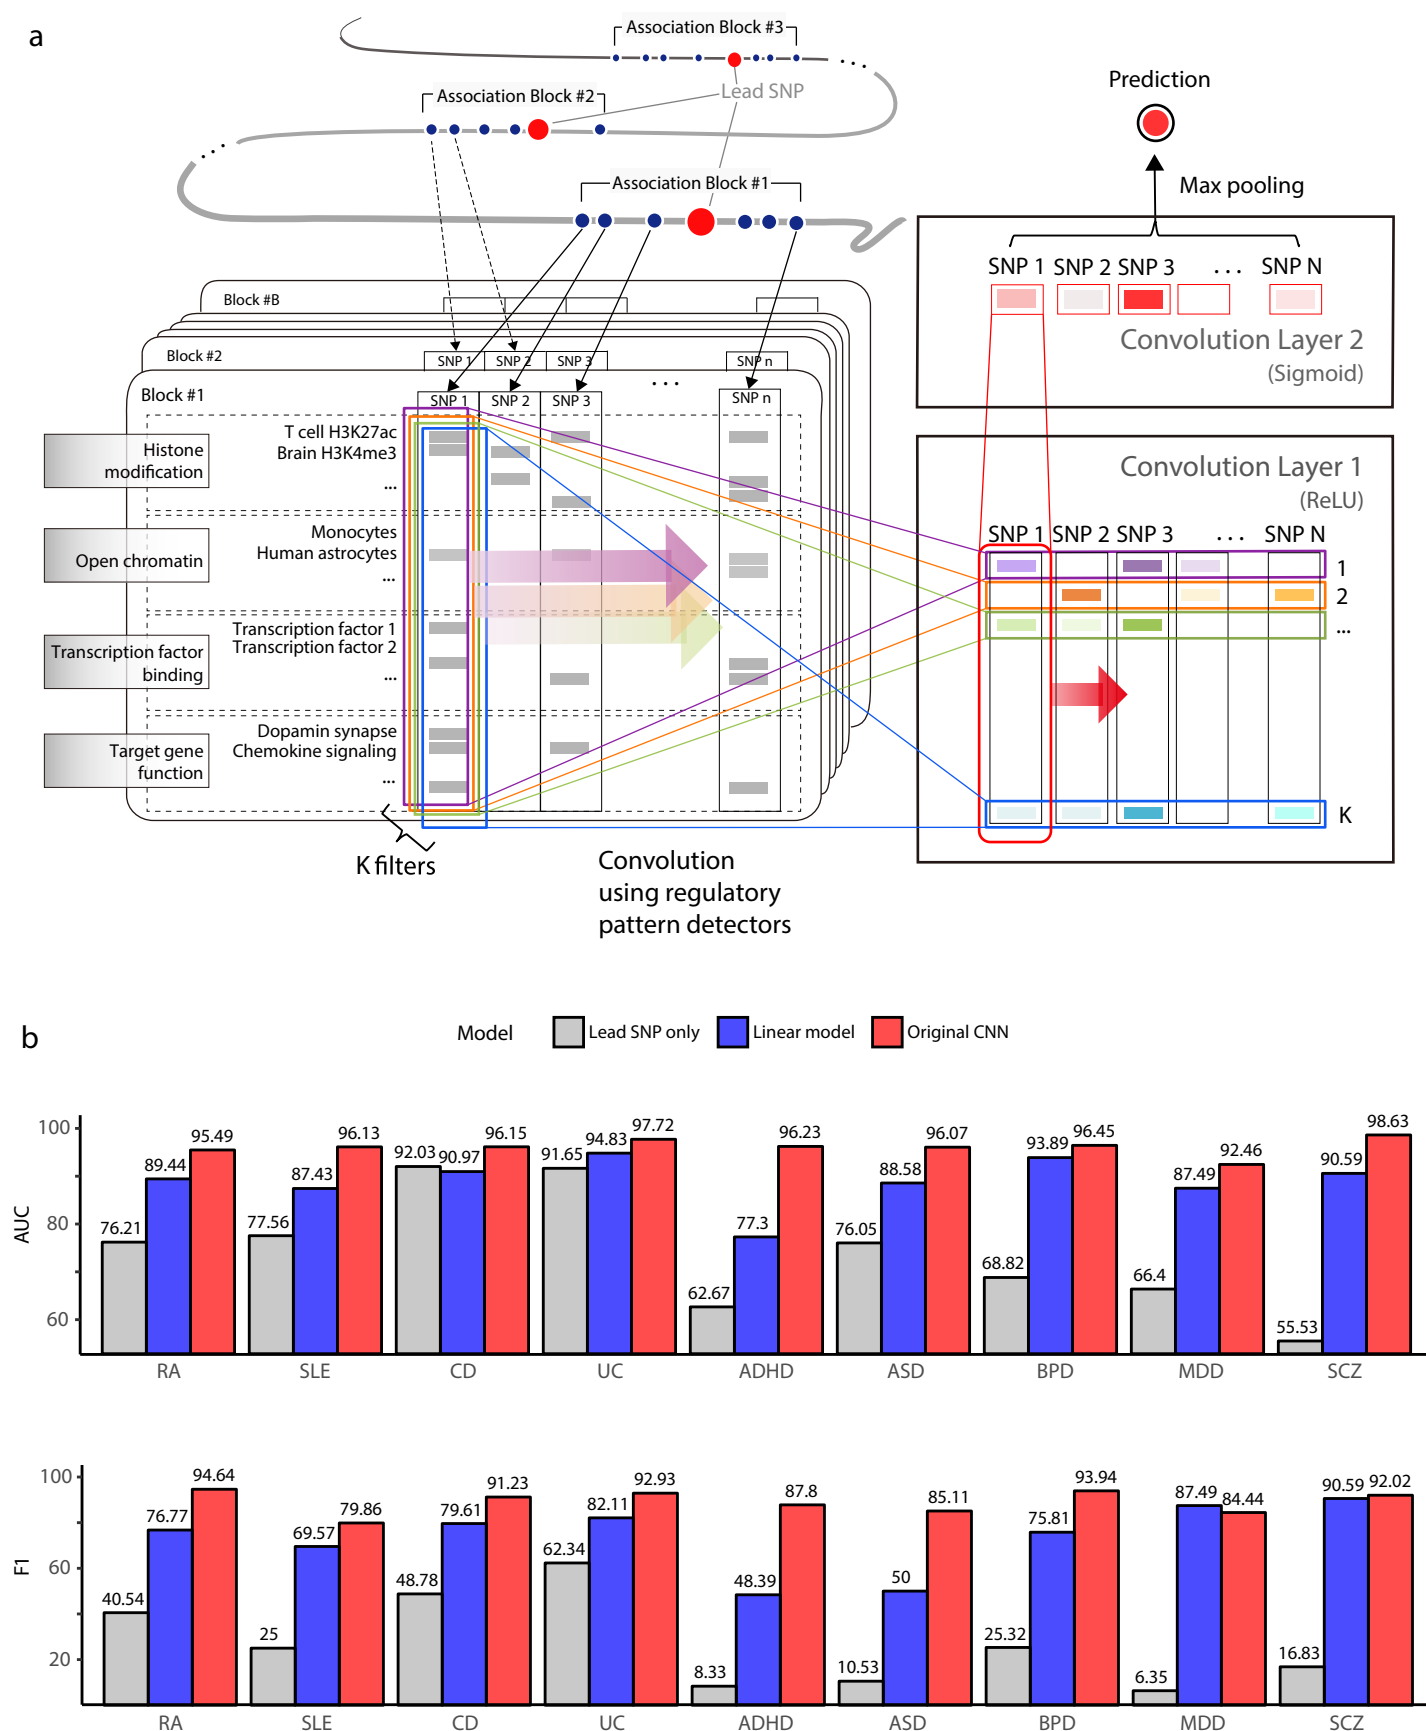 a
Association Block #3
Lead SNP
Association Block #2
Association Block #1
Prediction
Max pooling
SNP 1 SNP 2 SNP 3 ... SNP N
Convolution Layer 2
(Sigmoid)
Block #B
Block #2
SNP 1 SNP 2 SNP 3 SNP n
...
Block #1
SNP 1 SNP 2 SNP 3 SNP n
Histone
modification
T cell H3K27ac
Brain H3K4me3
...
Open chromatin
Monocytes
Human astrocytes
...
Transcription factor
binding
Transcription factor 1
Transcription factor 2
...
Target gene
function
Dopamin synapse
Chemokine signaling
...
K filters
Convolution
using regulatory
pattern detectors
Convolution Layer 1
(ReLU)
SNP 1 SNP 2 SNP 3 ... SNP N
1
2
...
K
b
Model Lead SNP only Linear model Original CNN
AUC
100
80
60
76.21 89.44 95.49
77.56 87.43 96.13
92.03 90.97 96.15
91.65 94.83 97.72
62.67 77.3 96.23
76.05 88.58 96.07
68.82 93.89 96.45
66.4 87.49 92.46
55.53 90.59 98.63
RA SLE CD UC ADHD ASD BPD MDD SCZ
F1
100
60
20
40.54 76.77 94.64
25 69.57 79.86
48.78 79.61 91.23
62.34 82.11 92.93
8.33 48.39 87.8
10.53 50 85.11
25.32 75.81 93.94
6.35 87.49 84.44
16.83 90.59 92.02
RA SLE CD UC ADHD ASD BPD MDD SCZ